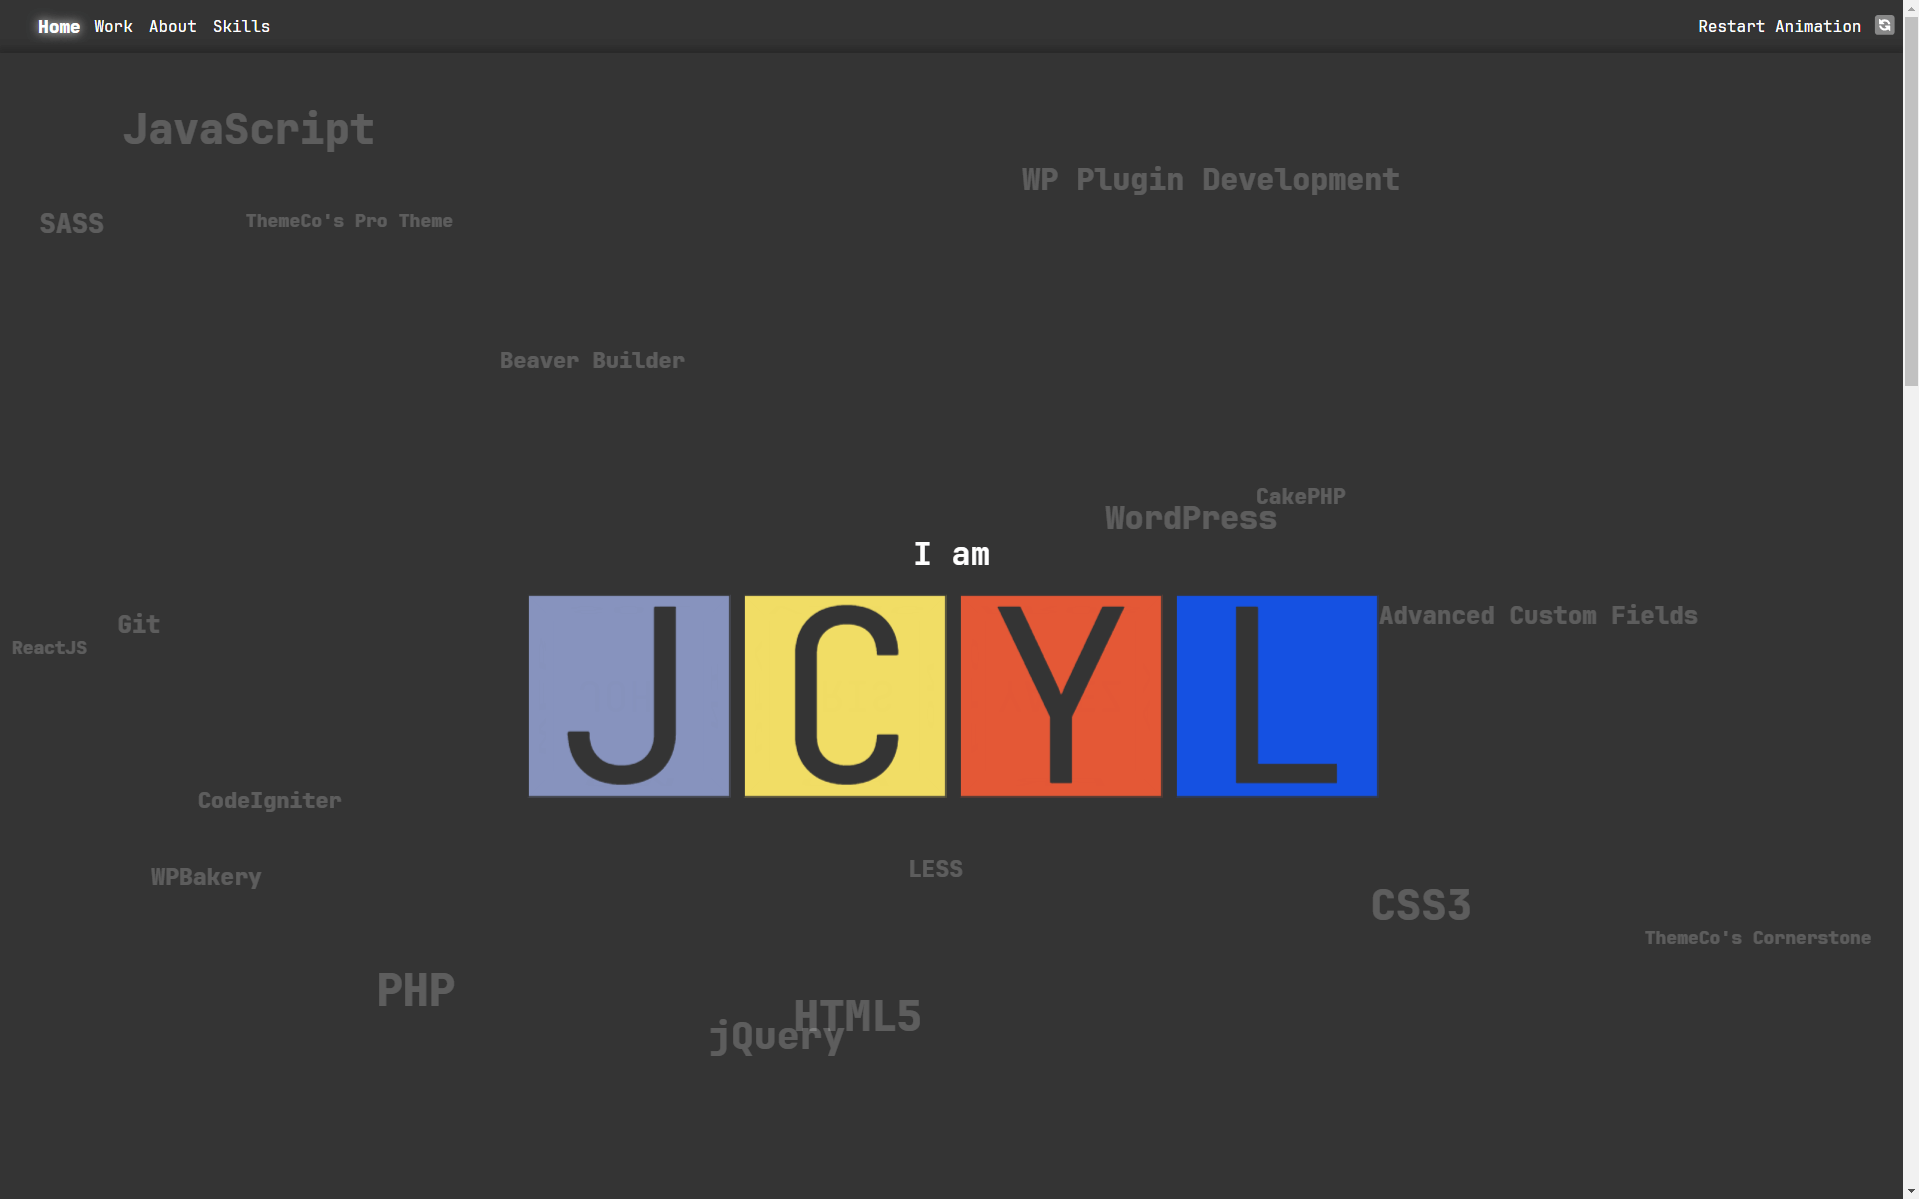 Home Work About Skills Restart Animation
JavaScript
WP Plugin Development
SASS ThemeCo's Pro Theme
Beaver Builder
CakePHP
WordPress
I am
JCYL
Advanced Custom Fields
Git
ReactJS
CodeIgniter
LESS
WPBakery
CSS3
ThemeCo's Cornerstone
PHP
HTML5
jQuery